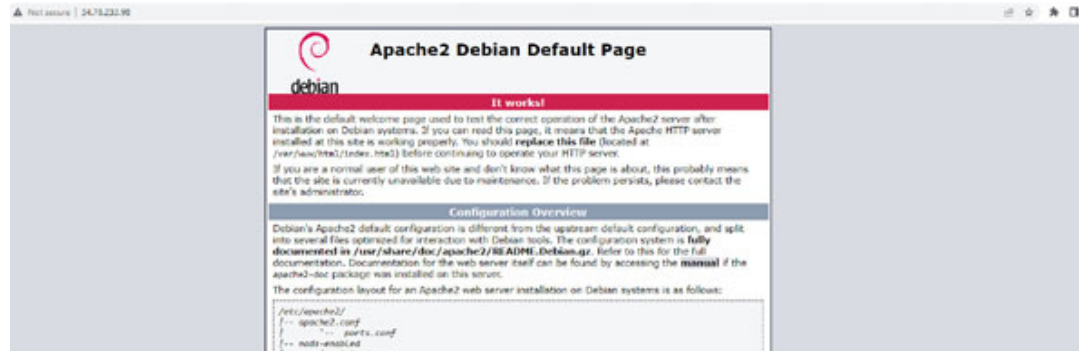 Not secure | 34.76.233.98
Apache2 Debian Default Page
debian
It works!
This is the default welcome page used to test the correct operation of the Apache2 server after
installation on Debian systems. If you can read this page, it means that the Apache HTTP server
installed at this site is working properly. You should replace this file (located at
/var/www/html/index.html) before continuing to operate your HTTP server.
If you are a normal user of this web site and don't know what this page is about, this probably means
that the site is currently unavailable due to maintenance. If the problem persists, please contact the
site's administrator.
Configuration Overview
Debian's Apache2 default configuration is different from the upstream default configuration, and split
into several files optimized for interaction with Debian tools. The configuration system is fully
documented in /usr/share/doc/apache2/README.Debian.gz. Refer to this for the full
documentation. Documentation for the web server itself can be found by accessing the manual if the
apache2-doc package was installed on this server.
The configuration layout for an Apache2 web server installation on Debian systems is as follows:
/etc/apache2/
|-- apache2.conf
|       `--  ports.conf
|-- mods-enabled